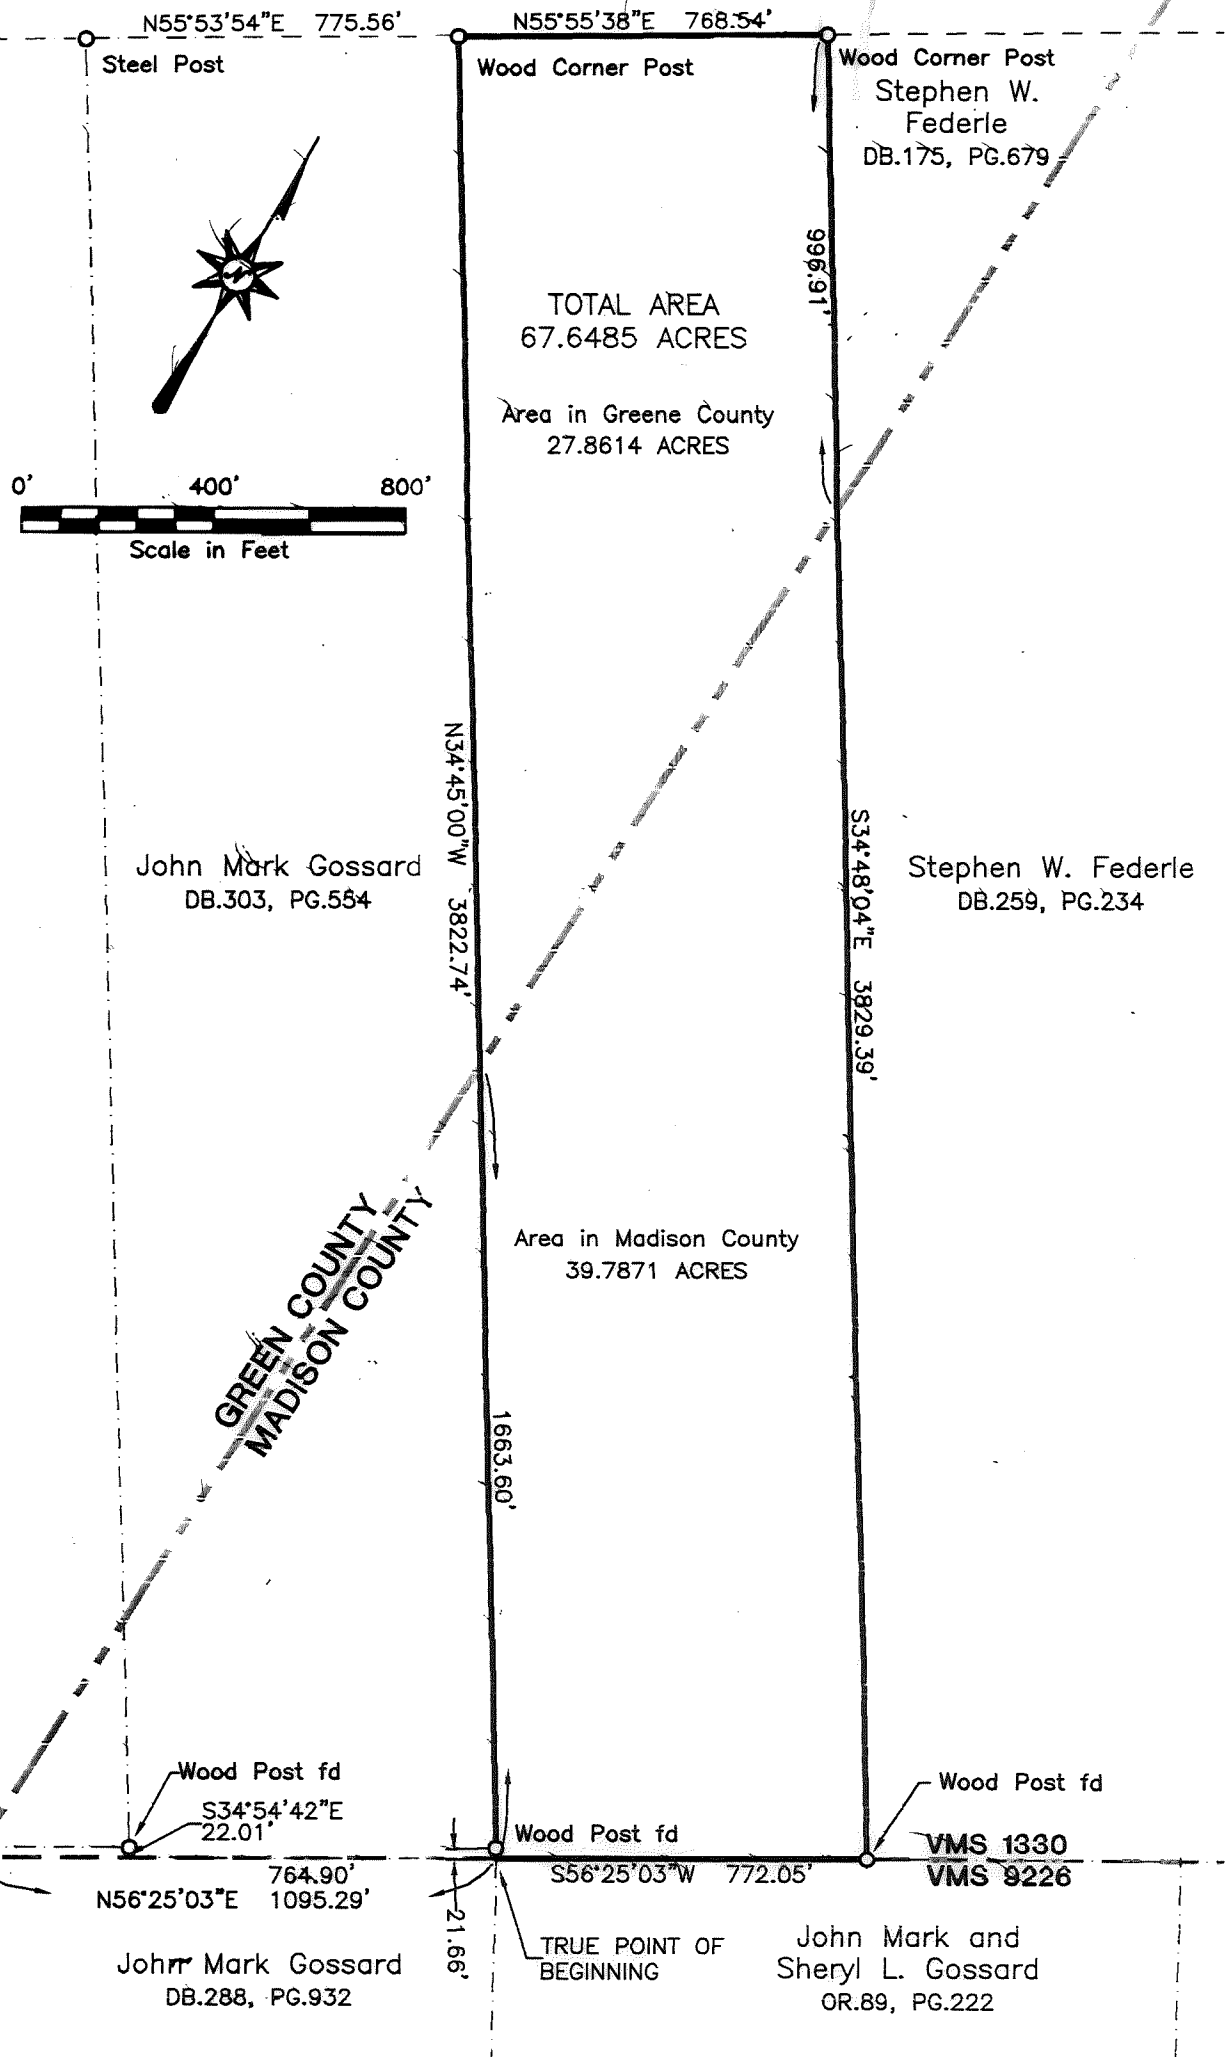 N55°53'54"E 775.56'
N55°55'38"E 768.54'
Steel Post
Wood Corner Post
Wood Corner Post
Stephen W.
Federle
DB.175, PG.679
996.91'
N
TOTAL AREA
67.6485 ACRES
Area in Greene County
27.8614 ACRES
0' 400' 800'
Scale in Feet
N34°45'00"W 3822.74'
S34°48'04"E 3829.39'
John Mark Gossard
DB.303, PG.554
Stephen W. Federle
DB.259, PG.234
GREEN COUNTY
MADISON COUNTY
Area in Madison County
39.7871 ACRES
1663.60'
Wood Post fd
S34°54'42"E
22.01'
Wood Post fd
Wood Post fd
VMS 1330
VMS 9226
764.90'
N56°25'03"E 1095.29'
S56°25'03"W 772.05'
21.66'
TRUE POINT OF
BEGINNING
John Mark Gossard
DB.288, PG.932
John Mark and
Sheryl L. Gossard
OR.89, PG.222